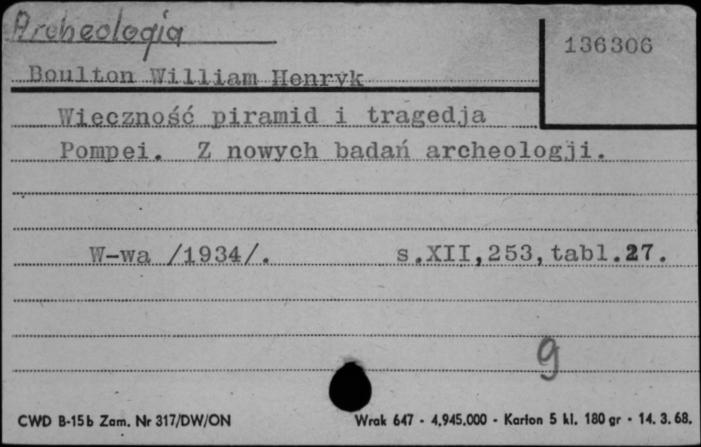 Archeologia
136306
Boulton William Henryk
Wieczność piramid i tragedja
Pompei. Z nowych badań archeologji.
W-wa /1934/. s.XII,253,tabl.27.
g
CWD B-15b Zam. Nr 317/DW/ON Wrak 647 - 4.945.000 - Karton 5 kl. 180 gr - 14. 3. 68.